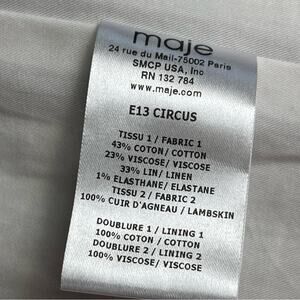 maje
24 rue du Mail-75002 Paris
SMCP USA, Inc
RN 132 784
www.maje.com
E13 CIRCUS
TISSU 1 / FABRIC 1
43% COTON / COTTON
23% VISCOSE / VISCOSE
33% LIN / LINEN
1% ELASTHANE/ ELASTANE
TISSU 2 / FABRIC 2
100% CUIR D'AGNEAU / LAMBSKIN
DOUBLURE 1 / LINING 1
100% COTON / COTTON
DOUBLURE 2 / LINING 2
100% VISCOSE/ VISCOSE